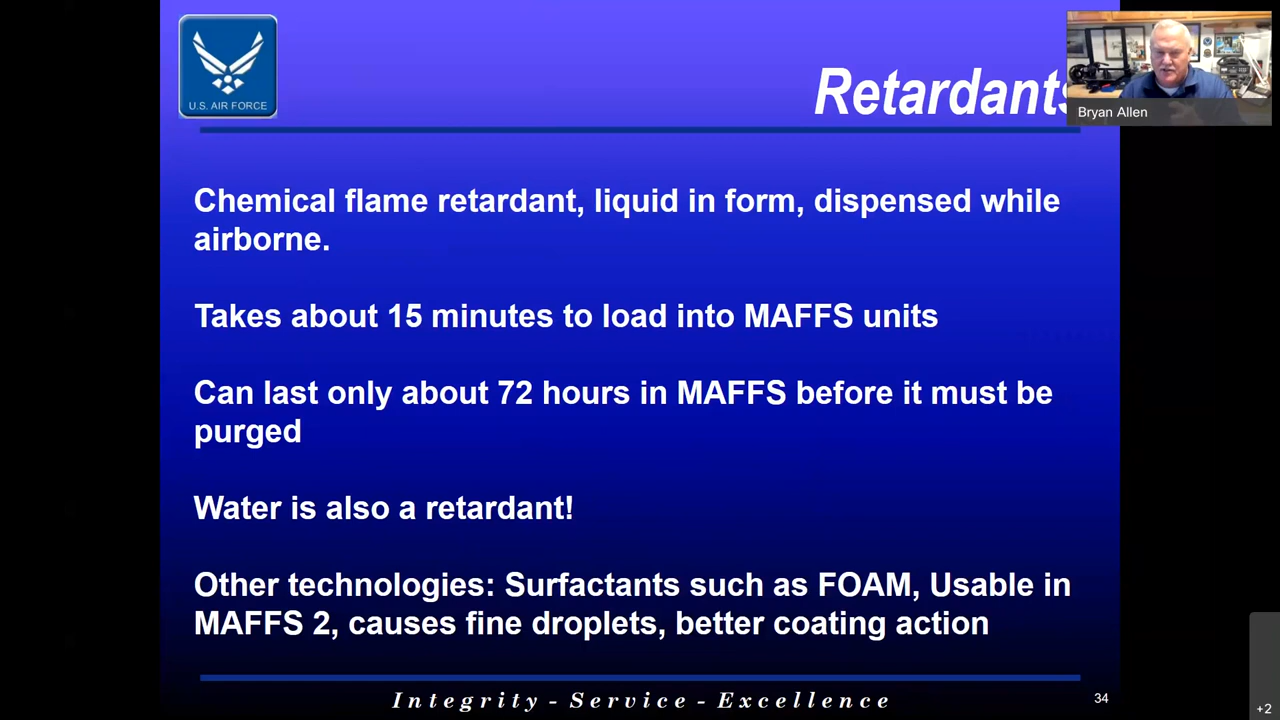 U.S. AIR FORCE
Retardants
Bryan Allen
Chemical flame retardant, liquid in form, dispensed while
airborne.
Takes about 15 minutes to load into MAFFS units
Can last only about 72 hours in MAFFS before it must be
purged
Water is also a retardant!
Other technologies: Surfactants such as FOAM, Usable in
MAFFS 2, causes fine droplets, better coating action
Integrity - Service - Excellence
34
+2